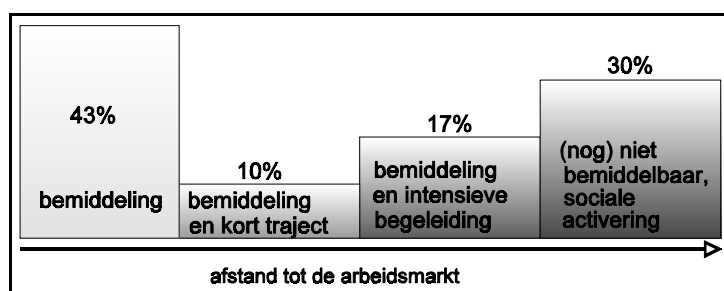 43%
bemiddeling
10%
bemiddeling
en kort traject
17%
bemiddeling
en intensieve
begeleiding
30%
(nog) niet
bemiddelbaar,
sociale
activering
afstand tot de arbeidsmarkt